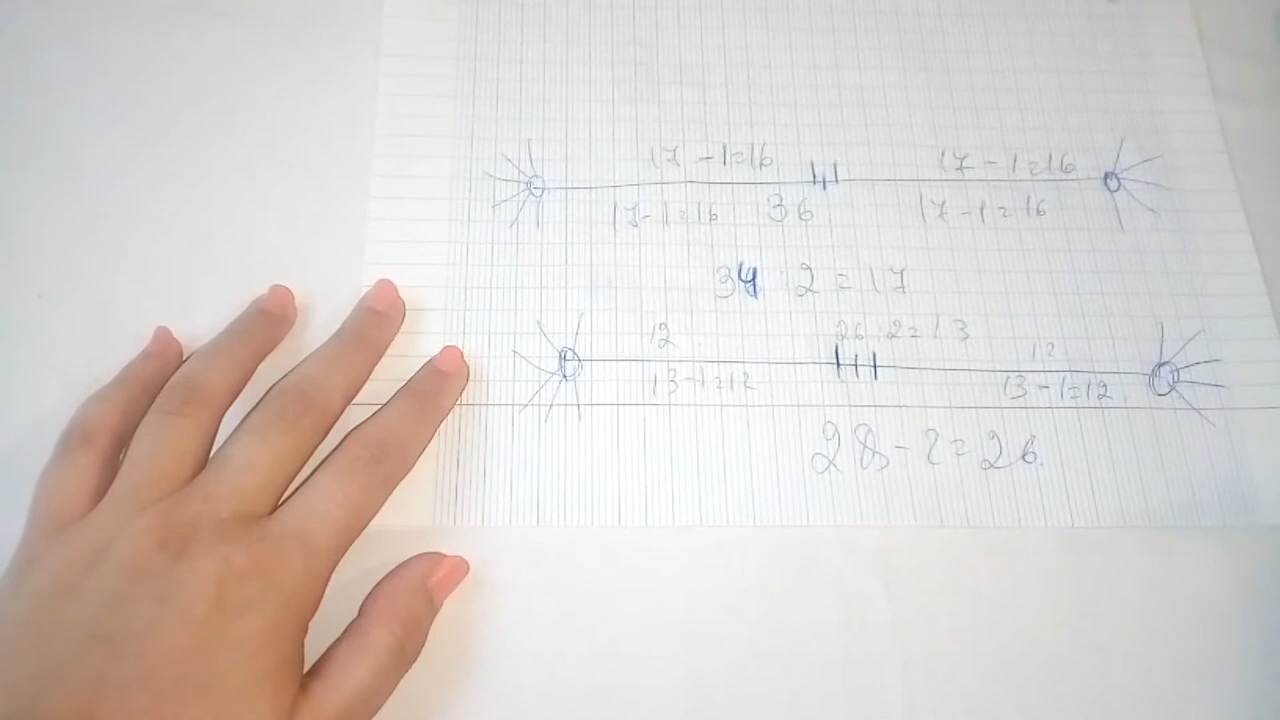 17-1=16 17-1=16
17-1=16 36 17-1=16
34:2=17
12 26:2=13 12
13-1=12 13-1=12
28-2=26